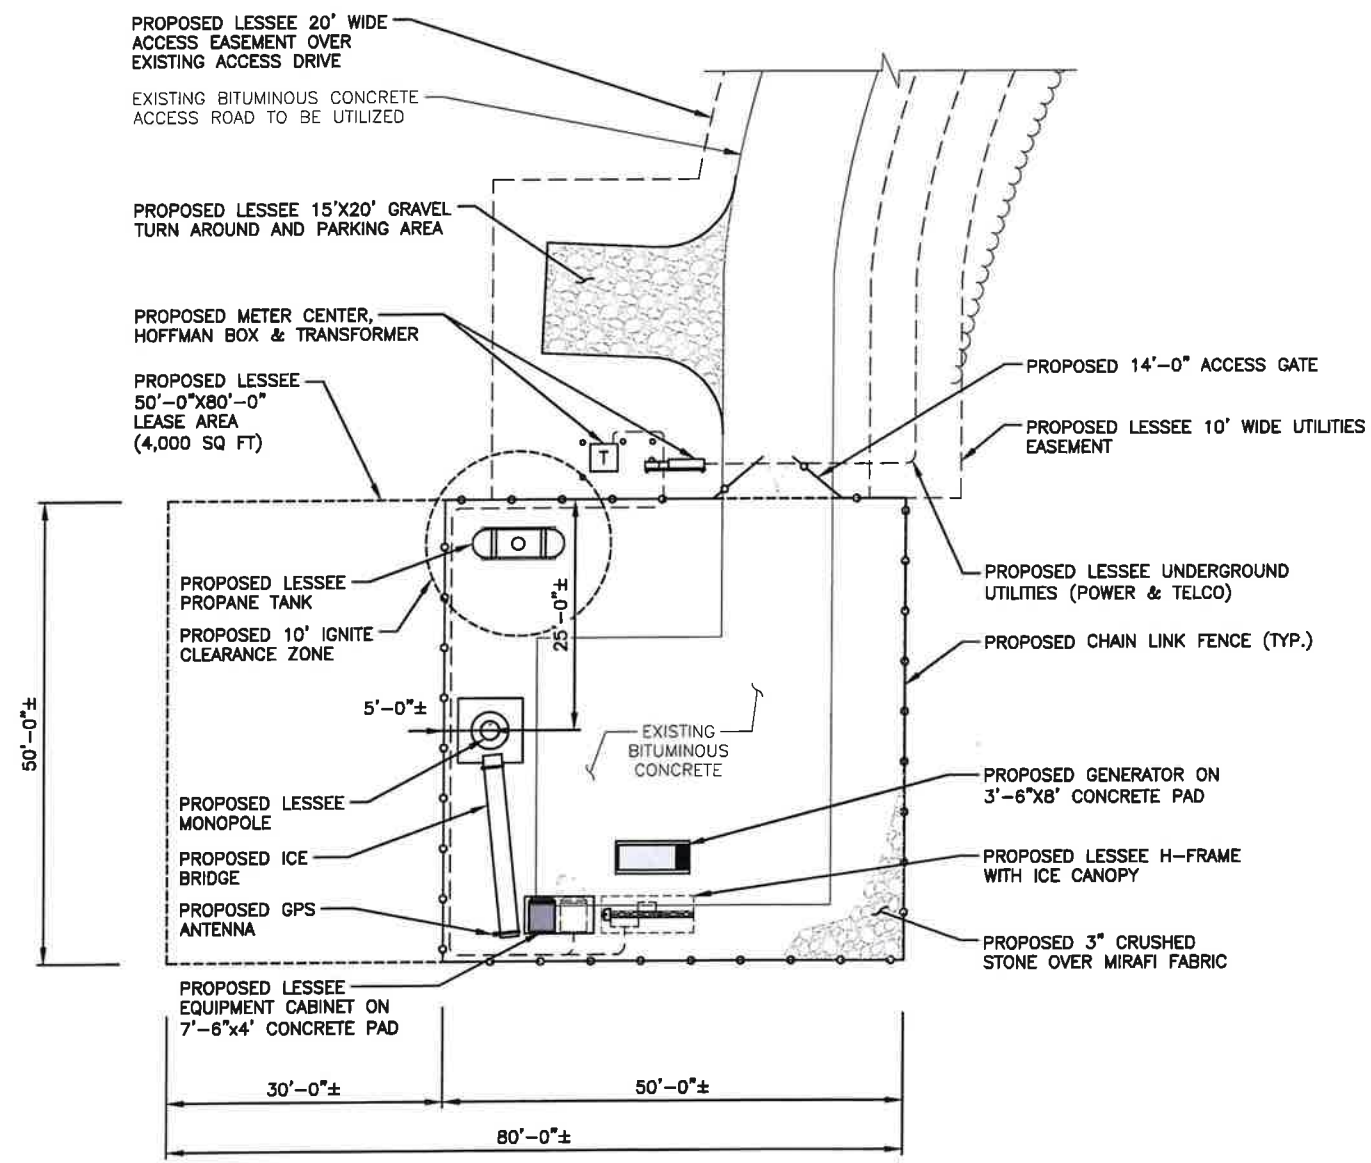 PROPOSED LESSEE 20' WIDE
ACCESS EASEMENT OVER
EXISTING ACCESS DRIVE
EXISTING BITUMINOUS CONCRETE
ACCESS ROAD TO BE UTILIZED
PROPOSED LESSEE 15'X20' GRAVEL
TURN AROUND AND PARKING AREA
PROPOSED METER CENTER,
HOFFMAN BOX & TRANSFORMER
PROPOSED LESSEE
50'-0"X80'-0"
LEASE AREA
(4,000 SQ FT)
PROPOSED 14'-0" ACCESS GATE
PROPOSED LESSEE 10' WIDE UTILITIES
EASEMENT
T
PROPOSED LESSEE
PROPANE TANK
PROPOSED 10' IGNITE
CLEARANCE ZONE
25'-0"±
PROPOSED LESSEE UNDERGROUND
UTILITIES (POWER & TELCO)
PROPOSED CHAIN LINK FENCE (TYP.)
50'-0"±
5'-0"±
EXISTING
BITUMINOUS
CONCRETE
PROPOSED LESSEE
MONOPOLE
PROPOSED ICE
BRIDGE
PROPOSED GPS
ANTENNA
PROPOSED GENERATOR ON
3'-6"X8' CONCRETE PAD
PROPOSED LESSEE H-FRAME
WITH ICE CANOPY
PROPOSED 3" CRUSHED
STONE OVER MIRAFI FABRIC
PROPOSED LESSEE
EQUIPMENT CABINET ON
7'-6"x4' CONCRETE PAD
30'-0"±
50'-0"±
80'-0"±